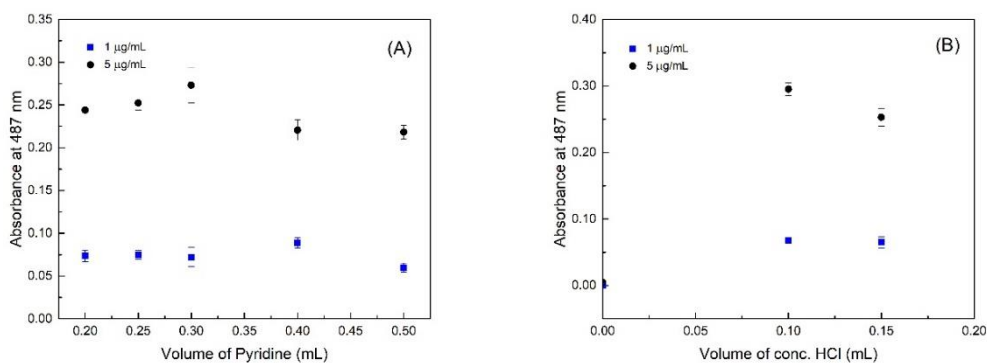 0.35
0.30
0.25
0.20
0.15
0.10
0.05
0.00
Absorbance at 487 nm
1 μg/mL
5 μg/mL
(A)
0.20 0.25 0.30 0.35 0.40 0.45 0.50
Volume of Pyridine (mL)
0.40
0.30
0.20
0.10
0.00
Absorbance at 487 nm
1 μg/mL
5 μg/mL
(B)
0.00 0.05 0.10 0.15 0.20
Volume of conc. HCl (mL)